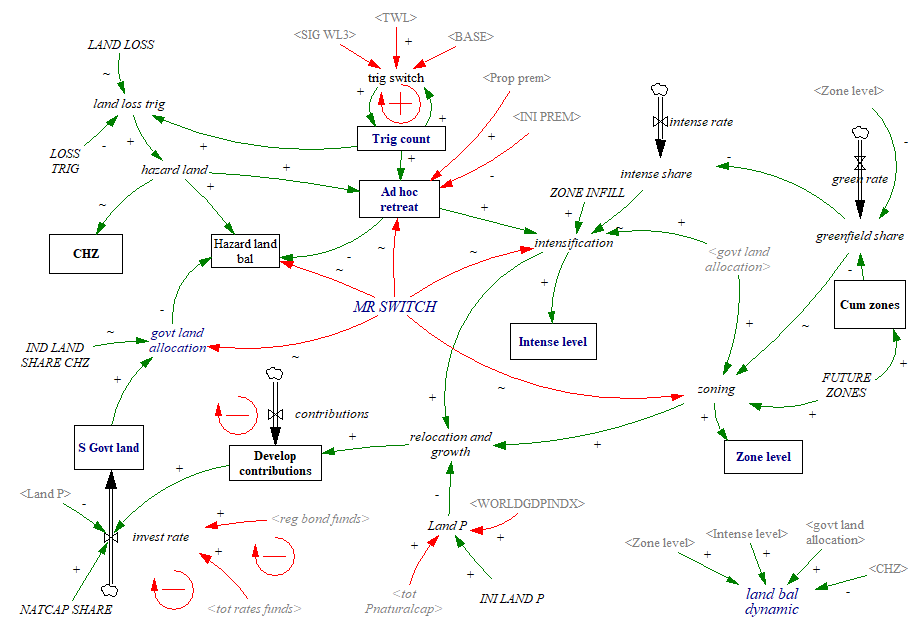 <TWL>
<SIG WL3>
<BASE>
LAND LOSS
~
+
trig switch
<Prop prem>
<Zone level>
land loss trig
+
+
+
<INI PREM>
intense rate
LOSS
TRIG
-
+
+
Trig count
+
-
-
hazard land
+
+
-
intense share
green rate
Ad hoc
retreat
ZONE INFILL
~
+
+
+
~
greenfield share
CHZ
Hazard land
bal
~
-
~
~
intensification
<govt land
allocation>
-
+
Cum zones
-
MR SWITCH
govt land
allocation
~
IND LAND
SHARE CHZ
Intense level
+
~
~
+
~
+
zoning
FUTURE
ZONES
+
contributions
+
+
+
S Govt land
Develop
contributions
+
relocation and
growth
+
Zone level
<Land P>
-
+
-
<WORLDGDPINDX>
invest rate
+
<reg bond funds>
Land P
+
<Zone level>
<Intense level>
<govt land
allocation>
+
+
+
+
+
+
<CHZ>
-
NATCAP SHARE
<tot rates funds>
<tot
Pnaturalcap>
INI LAND P
land bal
dynamic